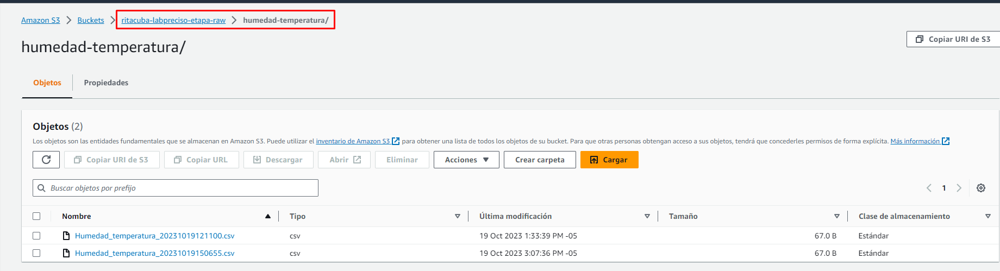 Amazon S3 > Buckets > ritacuba-labpreciso-etapa-raw > humedad-temperatura/
humedad-temperatura/
Copiar URI de S3
Objetos Propiedades
Objetos (2)
Los objetos son las entidades fundamentales que se almacenan en Amazon S3. Puede utilizar el inventario de Amazon S3 para obtener una lista de todos los objetos de su bucket. Para que otras personas obtengan acceso a sus objetos, tendrá que concederles permisos de forma explícita. Más información
Copiar URI de S3 Copiar URL Descargar Abrir Eliminar Acciones Crear carpeta Cargar
Buscar objetos por prefijo
1
Nombre Tipo Última modificación Tamaño Clase de almacenamiento
Humedad_temperatura_20231019121100.csv csv 19 Oct 2023 1:33:39 PM -05 67.0 B Estándar
Humedad_temperatura_20231019150655.csv csv 19 Oct 2023 3:07:36 PM -05 67.0 B Estándar